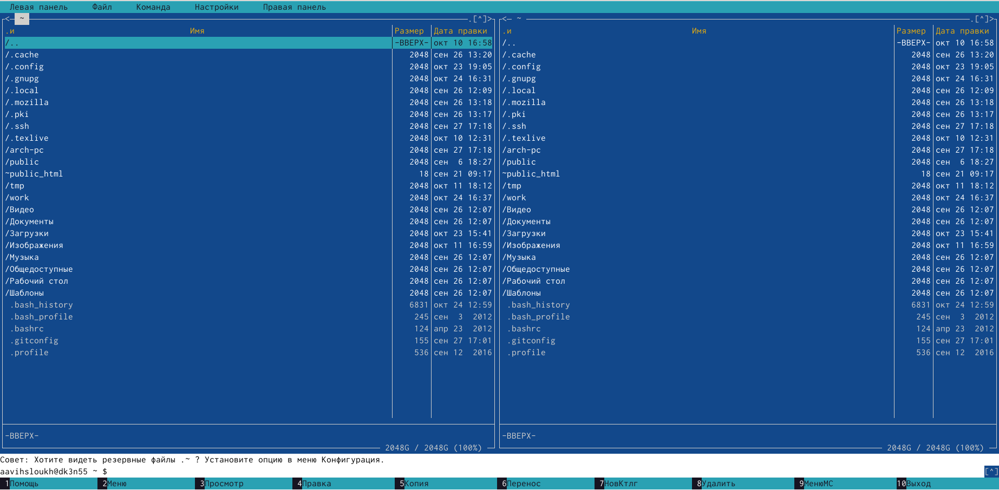 Левая панель Файл Команда Настройки Правая панель
<─ ~ .[^]> <─ ~ .[^]>
.и Имя Размер Дата правки .и Имя Размер Дата правки
/.. -ВВЕРХ- окт 10 16:58 /.. -ВВЕРХ- окт 10 16:58
/.cache 2048 сен 26 13:20 /.cache 2048 сен 26 13:20
/.config 2048 окт 23 19:05 /.config 2048 окт 23 19:05
/.gnupg 2048 окт 24 16:31 /.gnupg 2048 окт 24 16:31
/.local 2048 сен 26 12:09 /.local 2048 сен 26 12:09
/.mozilla 2048 сен 26 13:18 /.mozilla 2048 сен 26 13:18
/.pki 2048 сен 26 13:17 /.pki 2048 сен 26 13:17
/.ssh 2048 сен 27 17:18 /.ssh 2048 сен 27 17:18
/.texlive 2048 окт 10 12:31 /.texlive 2048 окт 10 12:31
/arch-pc 2048 сен 27 17:18 /arch-pc 2048 сен 27 17:18
/public 2048 сен 6 18:27 /public 2048 сен 6 18:27
~public_html 18 сен 21 09:17 ~public_html 18 сен 21 09:17
/tmp 2048 окт 11 18:12 /tmp 2048 окт 11 18:12
/work 2048 окт 24 16:37 /work 2048 окт 24 16:37
/Видео 2048 сен 26 12:07 /Видео 2048 сен 26 12:07
/Документы 2048 сен 26 12:07 /Документы 2048 сен 26 12:07
/Загрузки 2048 окт 23 15:41 /Загрузки 2048 окт 23 15:41
/Изображения 2048 окт 11 16:59 /Изображения 2048 окт 11 16:59
/Музыка 2048 сен 26 12:07 /Музыка 2048 сен 26 12:07
/Общедоступные 2048 сен 26 12:07 /Общедоступные 2048 сен 26 12:07
/Рабочий стол 2048 сен 26 12:07 /Рабочий стол 2048 сен 26 12:07
/Шаблоны 2048 сен 26 12:07 /Шаблоны 2048 сен 26 12:07
.bash_history 6831 окт 24 12:59 .bash_history 6831 окт 24 12:59
.bash_profile 245 сен 3 2012 .bash_profile 245 сен 3 2012
.bashrc 124 апр 23 2012 .bashrc 124 апр 23 2012
.gitconfig 155 сен 27 17:01 .gitconfig 155 сен 27 17:01
.profile 536 сен 12 2016 .profile 536 сен 12 2016
-ВВЕРХ- -ВВЕРХ-
2048G / 2048G (100%) 2048G / 2048G (100%)
Совет: Хотите видеть резервные файлы .~ ? Установите опцию в меню Конфигурация.
aavihsloukh@dk3n55 ~ $ [^]
1Помощь 2Меню 3Просмотр 4Правка 5Копия 6Перенос 7НовКтлг 8Удалить 9МенюMC 10Выход